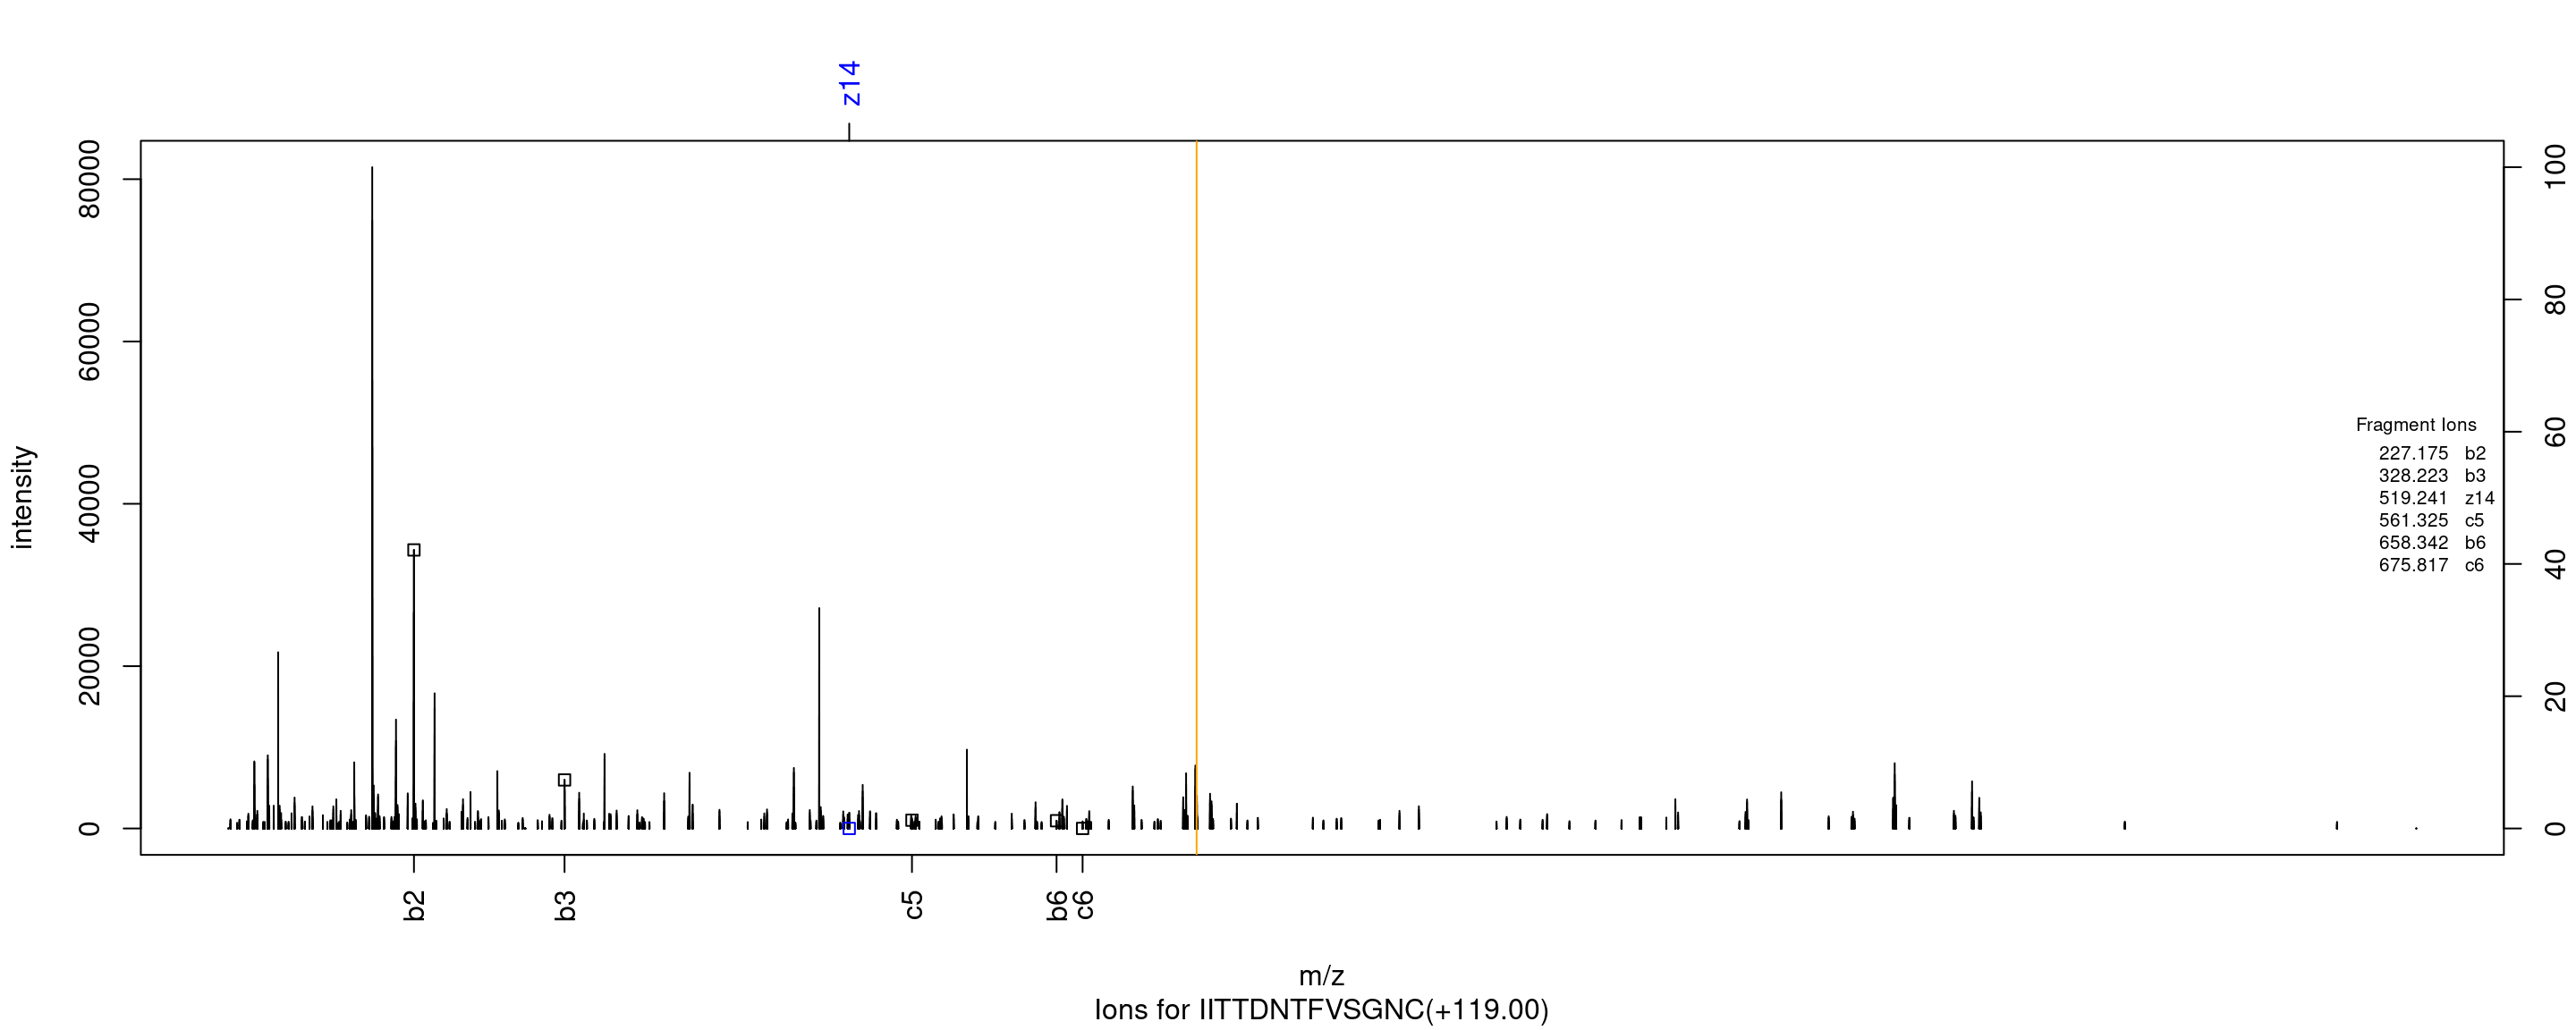 z14
80000
60000
40000
20000
0
intensity
100
80
60
40
20
0
Fragment Ions
227.175 b2
328.223 b3
519.241 z14
561.325 c5
658.342 b6
675.817 c6
b2 b3 c5 b6 c6
m/z
Ions for IITTDNTFVSGNC(+119.00)